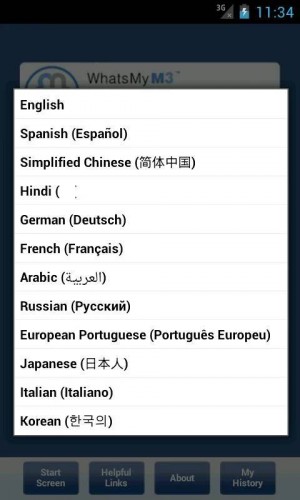 3G 11:34
WhatsMyM3™
English
Spanish (Español)
Simplified Chinese (简体中国)
Hindi (
German (Deutsch)
French (Français)
Arabic (العربية)
Russian (Русский)
European Portuguese (Português Europeu)
Japanese (日本人)
Italian (Italiano)
Korean (한국의)
Start Screen
Helpful Links
About
My History